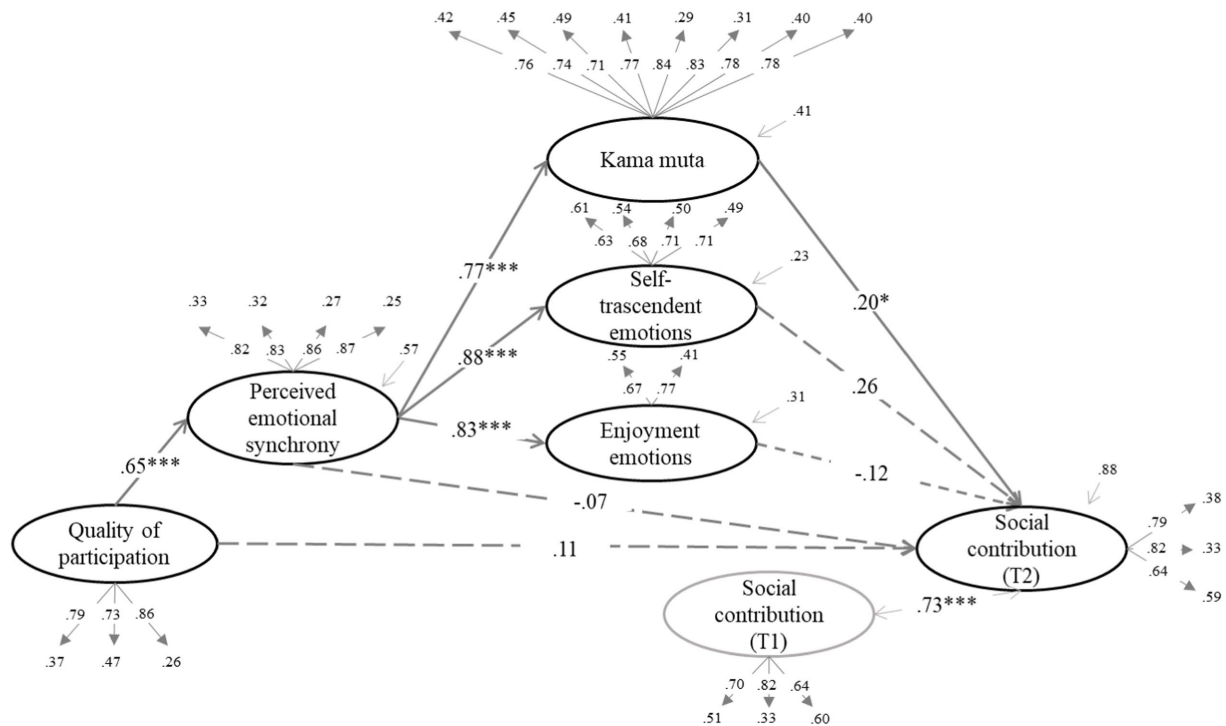 .42 .45 .49 .41 .29 .31 .40 .40
.76 .74 .71 .77 .84 .83 .78 .78
.41
Kama muta
.61 .54 .50 .49
.63 .68 .71 .71
.23
.77***
Self-
trascendent
emotions
.20*
.33 .32 .27 .25
.82 .83 .86 .87
.57
.88***
.55 .41
.67 .77
.26
Perceived
emotional
synchrony
.31
.83***
Enjoyment
emotions
.65***
-.12
-.07
.88
Quality of
participation
.11
Social
contribution
(T2)
.79 .38
.82 .33
.64 .59
Social
contribution
(T1)
.73***
.79 .73 .86
.37 .47 .26
.70 .82 .64
.51 .33 .60